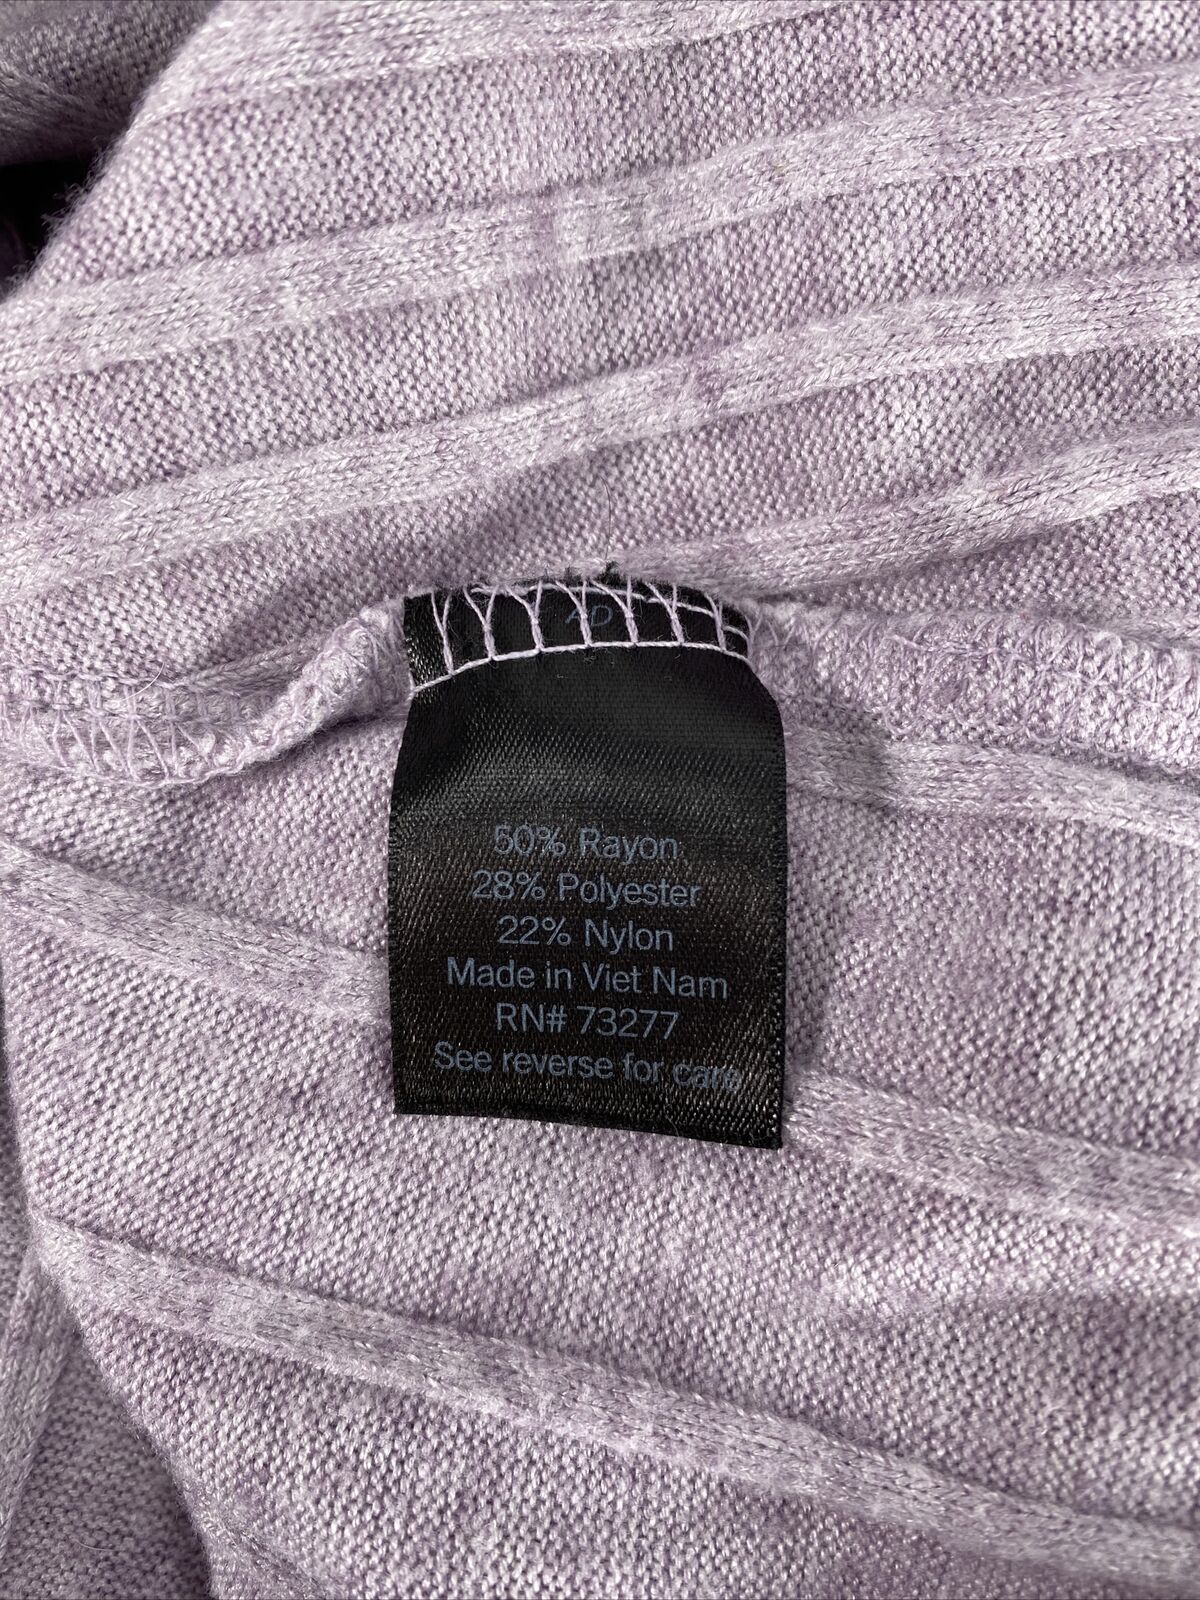 50% Rayon
28% Polyester
22% Nylon
Made in Viet Nam
RN# 73277
See reverse for care